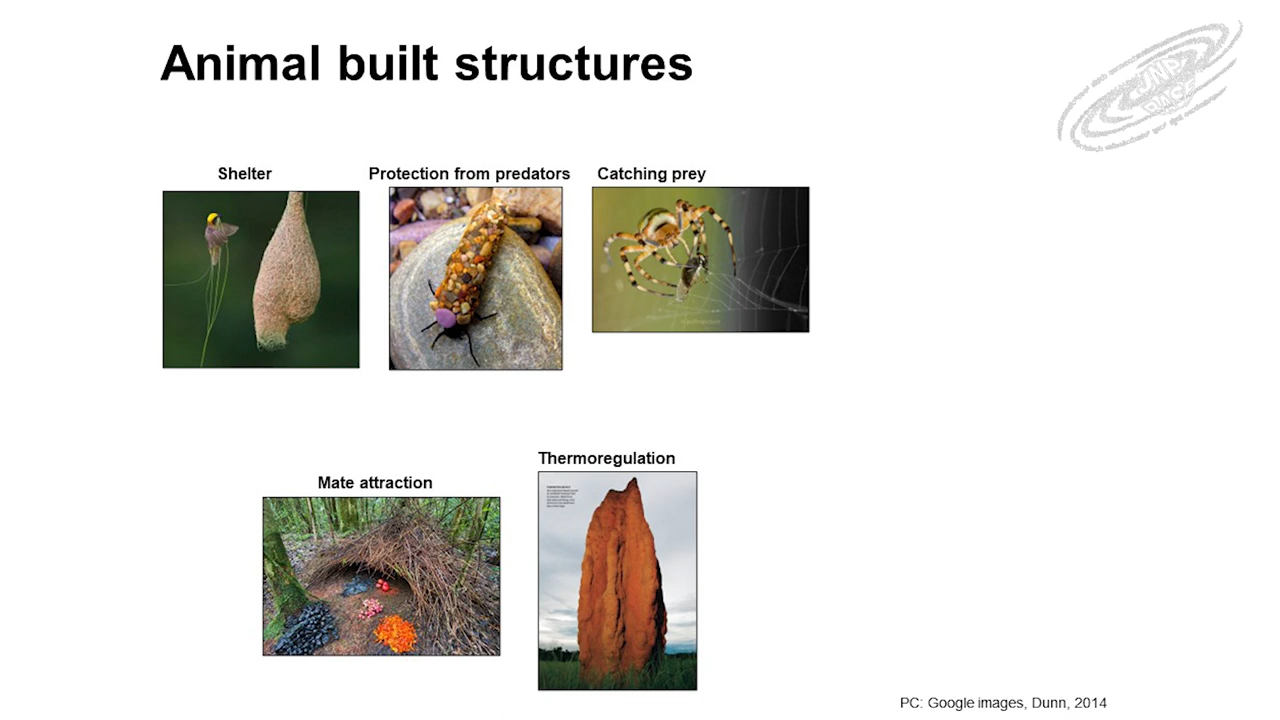 Animal built structures
Shelter
Protection from predators
Catching prey
Mate attraction
Thermoregulation
PC: Google images, Dunn, 2014